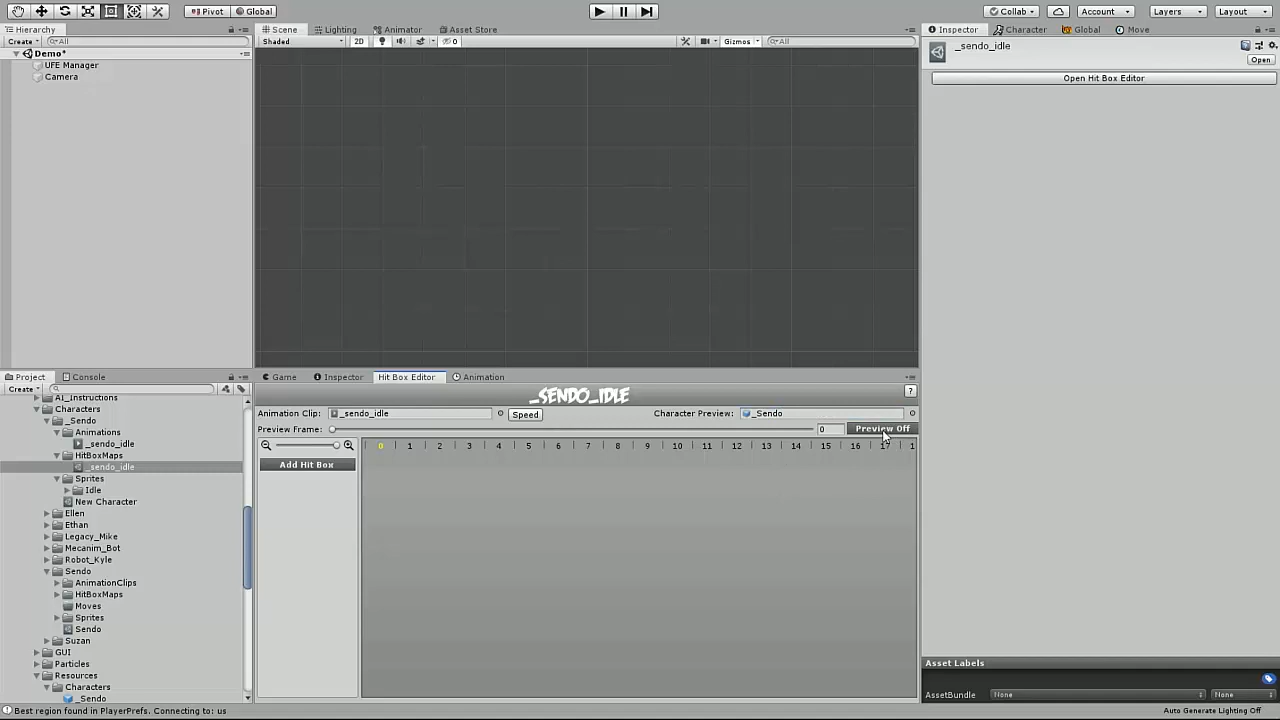 Pivot Global Collab Account Layers Layout
Hierarchy Scene Lighting Animator Asset Store Inspector Character Global Move
Create All Shaded 2D 0 Gizmos All _sendo_idle
Demo* Open
UFE Manager
Camera
Open Hit Box Editor
Project Console Game Inspector Hit Box Editor Animation
Create
_SENDO_IDLE ?
AI_Instructions
Characters
_Sendo
Animations
_sendo_idle
HitBoxMaps
_sendo_idle
Sprites
Idle
New Character
Ellen
Ethan
Legacy_Mike
Mecanim_Bot
Robot_Kyle
Sendo
AnimationClips
HitBoxMaps
Moves
Sprites
Sendo
Suzan
GUI
Particles
Resources
Characters
_Sendo
Animation Clip: _sendo_idle Speed Character Preview: _Sendo
Preview Frame: 0 Preview Off
0 1 2 3 4 5 6 7 8 9 10 11 12 13 14 15 16 17 1
Add Hit Box
Asset Labels
AssetBundle None None
Best region found in PlayerPrefs. Connecting to: us Auto Generate Lighting Off